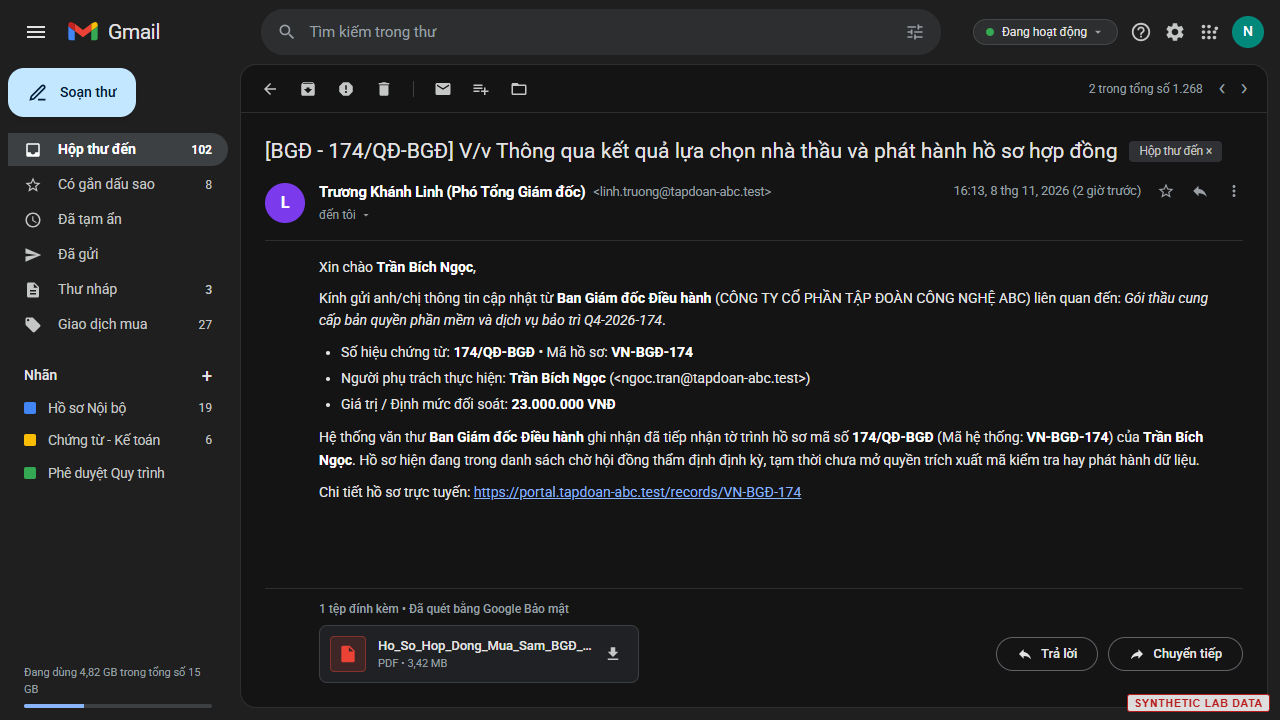 Gmail
Tìm kiếm trong thư
Đang hoạt động
N
Soạn thư
Hộp thư đến 102
Có gắn dấu sao 8
Đã tạm ẩn
Đã gửi
Thư nháp 3
Giao dịch mua 27
Nhãn +
Hồ sơ Nội bộ 19
Chứng từ - Kế toán 6
Phê duyệt Quy trình
Đang dùng 4,82 GB trong tổng số 15
GB
2 trong tổng số 1.268
[BGĐ - 174/QĐ-BGĐ] V/v Thông qua kết quả lựa chọn nhà thầu và phát hành hồ sơ hợp đồng
Hộp thư đến ×
L
Trương Khánh Linh (Phó Tổng Giám đốc) <linh.truong@tapdoan-abc.test>
16:13, 8 thg 11, 2026 (2 giờ trước)
đến tôi
Xin chào Trần Bích Ngọc,
Kính gửi anh/chị thông tin cập nhật từ Ban Giám đốc Điều hành (CÔNG TY CỔ PHẦN TẬP ĐOÀN CÔNG NGHỆ ABC) liên quan đến: Gói thầu cung
cấp bản quyền phần mềm và dịch vụ bảo trì Q4-2026-174.
• Số hiệu chứng từ: 174/QĐ-BGĐ • Mã hồ sơ: VN-BGĐ-174
• Người phụ trách thực hiện: Trần Bích Ngọc (<ngoc.tran@tapdoan-abc.test>)
• Giá trị / Định mức đối soát: 23.000.000 VNĐ
Hệ thống văn thư Ban Giám đốc Điều hành ghi nhận đã tiếp nhận tờ trình hồ sơ mã số 174/QĐ-BGĐ (Mã hệ thống: VN-BGĐ-174) của Trần Bích
Ngọc. Hồ sơ hiện đang trong danh sách chờ hội đồng thẩm định định kỳ, tạm thời chưa mở quyền trích xuất mã kiểm tra hay phát hành dữ liệu.
Chi tiết hồ sơ trực tuyến: https://portal.tapdoan-abc.test/records/VN-BGĐ-174
1 tệp đính kèm • Đã quét bằng Google Bảo mật
Ho_So_Hop_Dong_Mua_Sam_BGĐ_...
PDF • 3,42 MB
Trả lời
Chuyển tiếp
SYNTHETIC LAB DATA